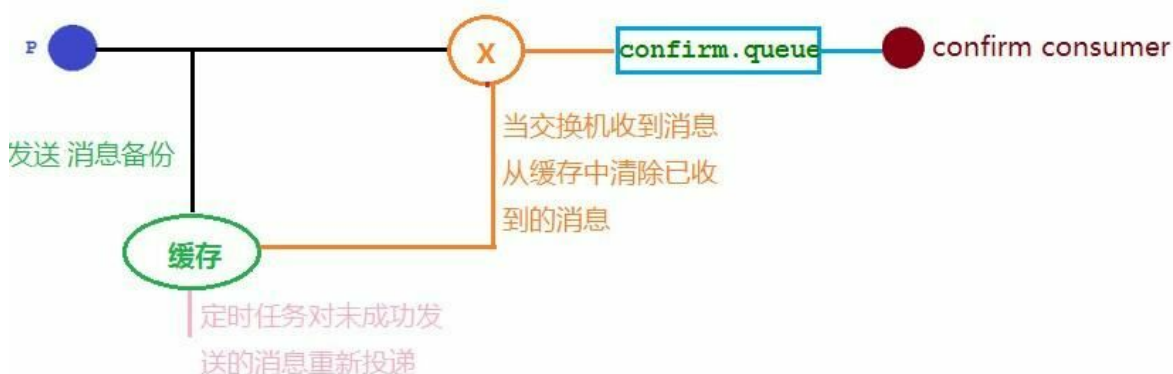 P
X
confirm.queue
confirm consumer
当交换机收到消息
从缓存中清除已收
到的消息
发送 消息备份
缓存
定时任务对未成功发
送的消息重新投递